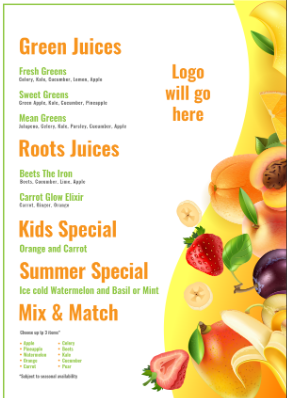 Green Juices
Fresh Greens
Celery, Kale, Cucumber, Lemon, Apple
Sweet Greens
Green Apple, Kale, Cucumber, Pineapple
Mean Greens
Jalapeno, Celery, Kale, Parsley, Cucumber, Apple
Roots Juices
Beets The Iron
Beets, Cucumber, Lime, Apple
Carrot Glow Elixir
Carrot, Ginger, Orange
Kids Special
Orange and Carrot
Summer Special
Ice cold Watermelon and Basil or Mint
Mix & Match
(Choose up to 3 items*
• Apple
• Pineapple
• Watermelon
• Orange
• Carrot
• Celery
• Beets
• Kale
• Cucumber
• Pear
*Subject to seasonal availability
Logo
will go
here